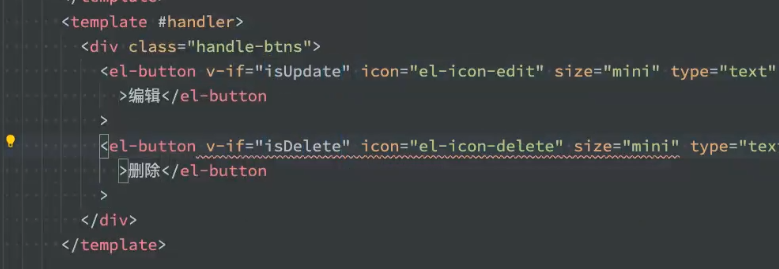 </template>
<template #handler>
<div class="handle-btns">
<el-button v-if="isUpdate" icon="el-icon-edit" size="mini" type="text"
>编辑</el-button
>
<el-button v-if="isDelete" icon="el-icon-delete" size="mini" type="tex
>删除</el-button
>
</div>
</template>